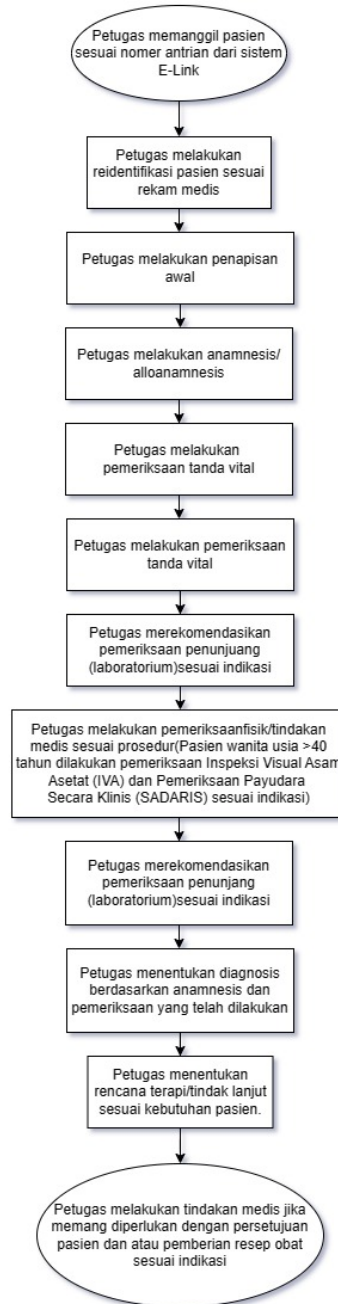 Petugas memanggil pasien
sesuai nomer antrian dari sistem
E-Link
Petugas melakukan
reidentifikasi pasien sesuai
rekam medis
Petugas melakukan penapisan
awal
Petugas melakukan anamnesis/
alloanamnesis
Petugas melakukan
pemeriksaan tanda vital
Petugas melakukan pemeriksaan
tanda vital
Petugas merekomendasikan
pemeriksaan penunjuang
(laboratorium)sesuai indikasi
Petugas melakukan pemeriksaanfisik/tindakan
medis sesuai prosedur(Pasien wanita usia >40
tahun dilakukan pemeriksaan Inspeksi Visual Asam
Asetat (IVA) dan Pemeriksaan Payudara
Secara Klinis (SADARIS) sesuai indikasi)
Petugas merekomendasikan
pemeriksaan penunjang
(laboratorium)sesuai indikasi
Petugas menentukan diagnosis
berdasarkan anamnesis dan
pemeriksaan yang telah dilakukan
Petugas menentukan
rencana terapi/tindak lanjut
sesuai kebutuhan pasien.
Petugas melakukan tindakan medis jika
memang diperlukan dengan persetujuan
pasien dan atau pemberian resep obat
sesuai indikasi